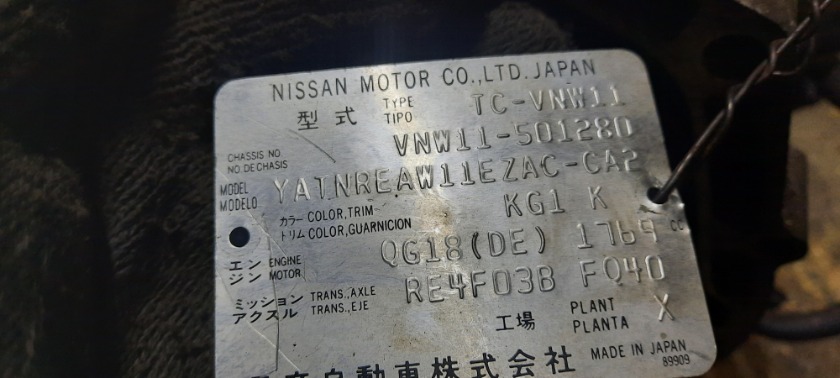 NISSAN MOTOR CO.,LTD. JAPAN
型式 TYPE TIPO TC-VNW11
CHASSIS NO. NO. DE CHASIS VNW11-501280
MODEL MODELO YATNREAW11EZAC-CA2
カラー COLOR,TRIM トリム COLOR,GUARNICION KG1 K
エンジン ENGINE MOTOR QG18(DE) 1769 cc
ミッション アクスル TRANS.,AXLE TRANS.,EJE RE4F03B FQ40
工場 PLANT PLANTA X
自動車株式会社 MADE IN JAPAN
89909